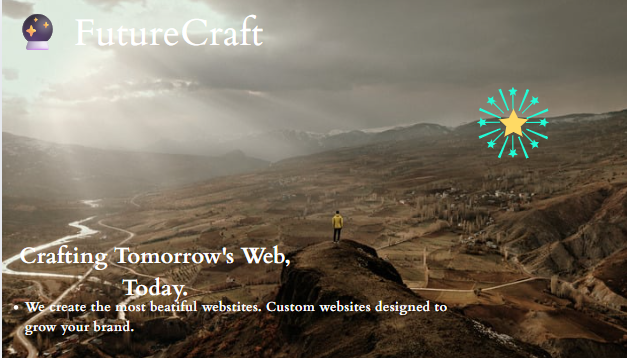 FutureCraft
Crafting Tomorrow's Web,
Today.
• We create the most beatiful webstites. Custom websites designed to
grow your brand.